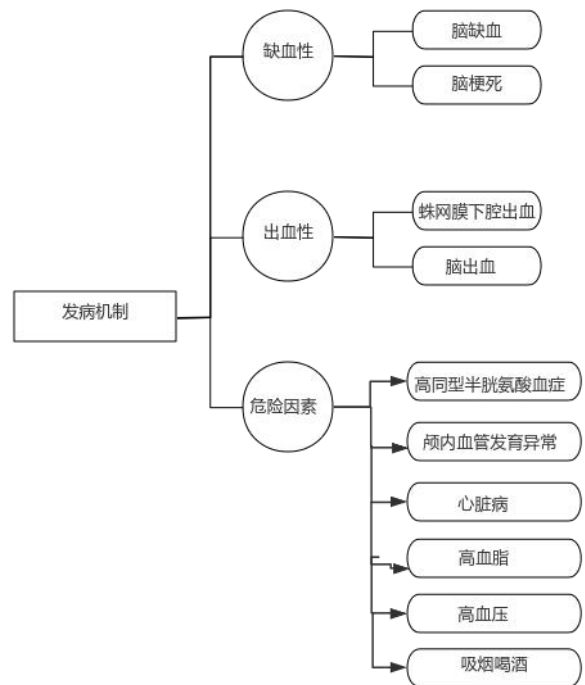 缺血性
脑缺血
脑梗死
出血性
蛛网膜下腔出血
脑出血
发病机制
危险因素
高同型半胱氨酸血症
颅内血管发育异常
心脏病
高血脂
高血压
吸烟喝酒